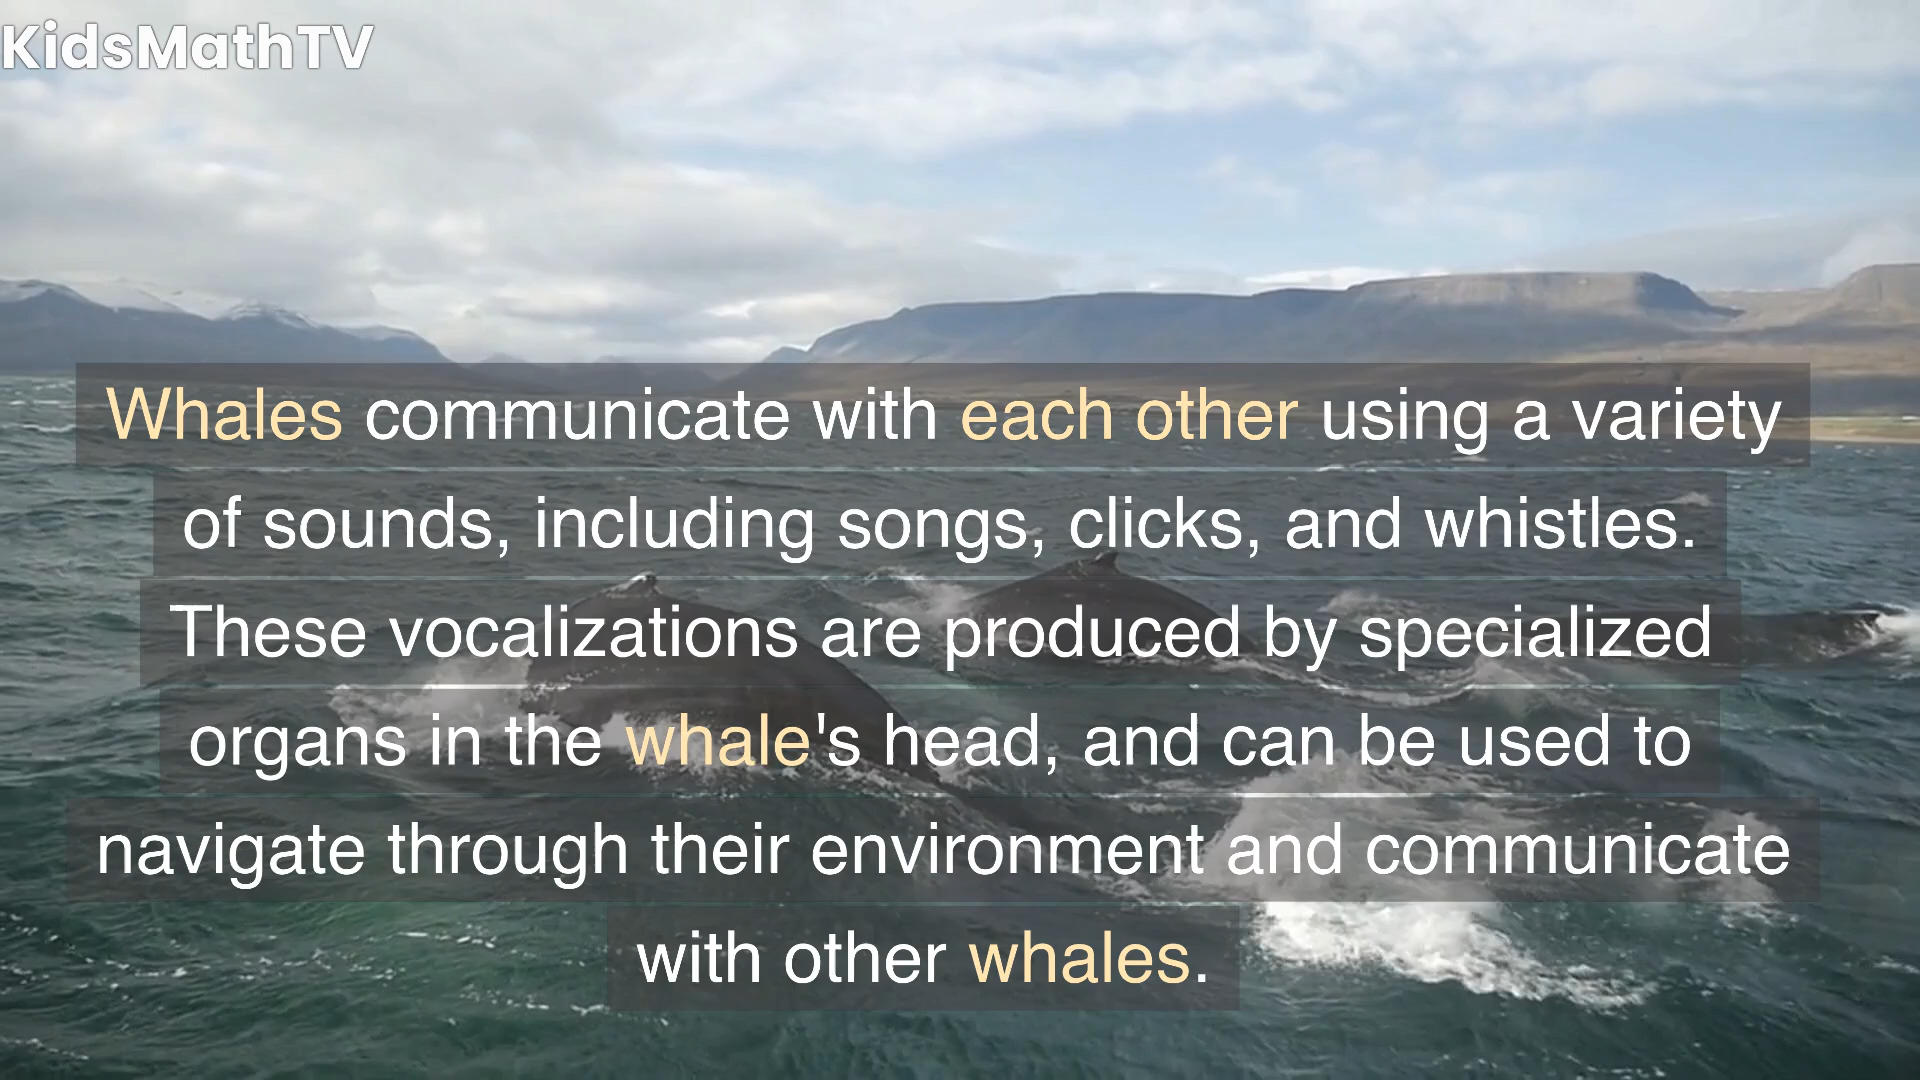 KidsMathTV
Whales communicate with each other using a variety
of sounds, including songs, clicks, and whistles.
These vocalizations are produced by specialized
organs in the whale's head, and can be used to
navigate through their environment and communicate
with other whales.